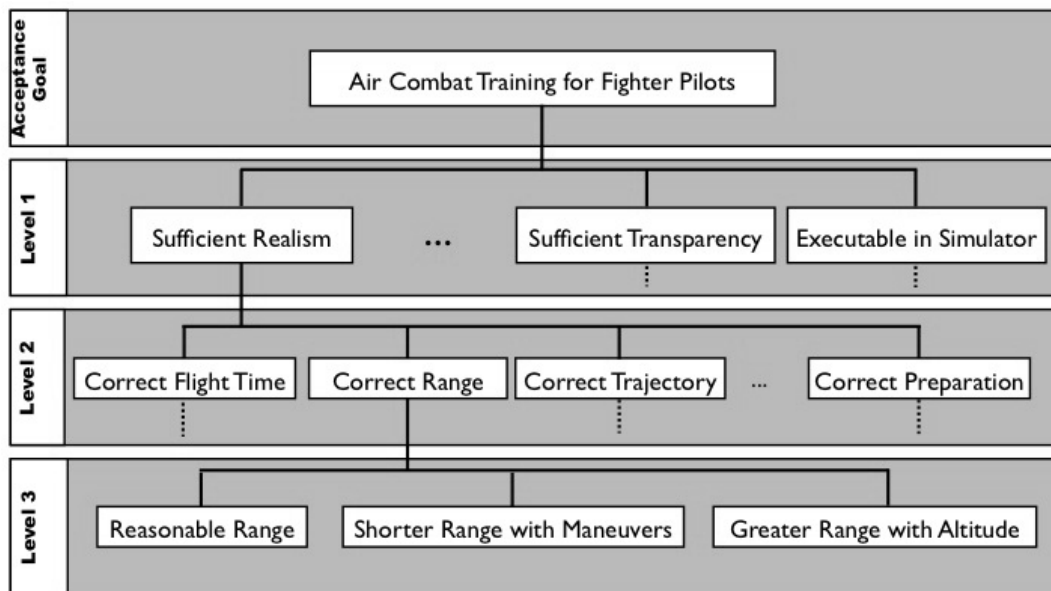 Acceptance
Goal
Air Combat Training for Fighter Pilots
Level 1
Sufficient Realism
...
Sufficient Transparency
Executable in Simulator
Level 2
Correct Flight Time
Correct Range
Correct Trajectory
...
Correct Preparation
Level 3
Reasonable Range
Shorter Range with Maneuvers
Greater Range with Altitude